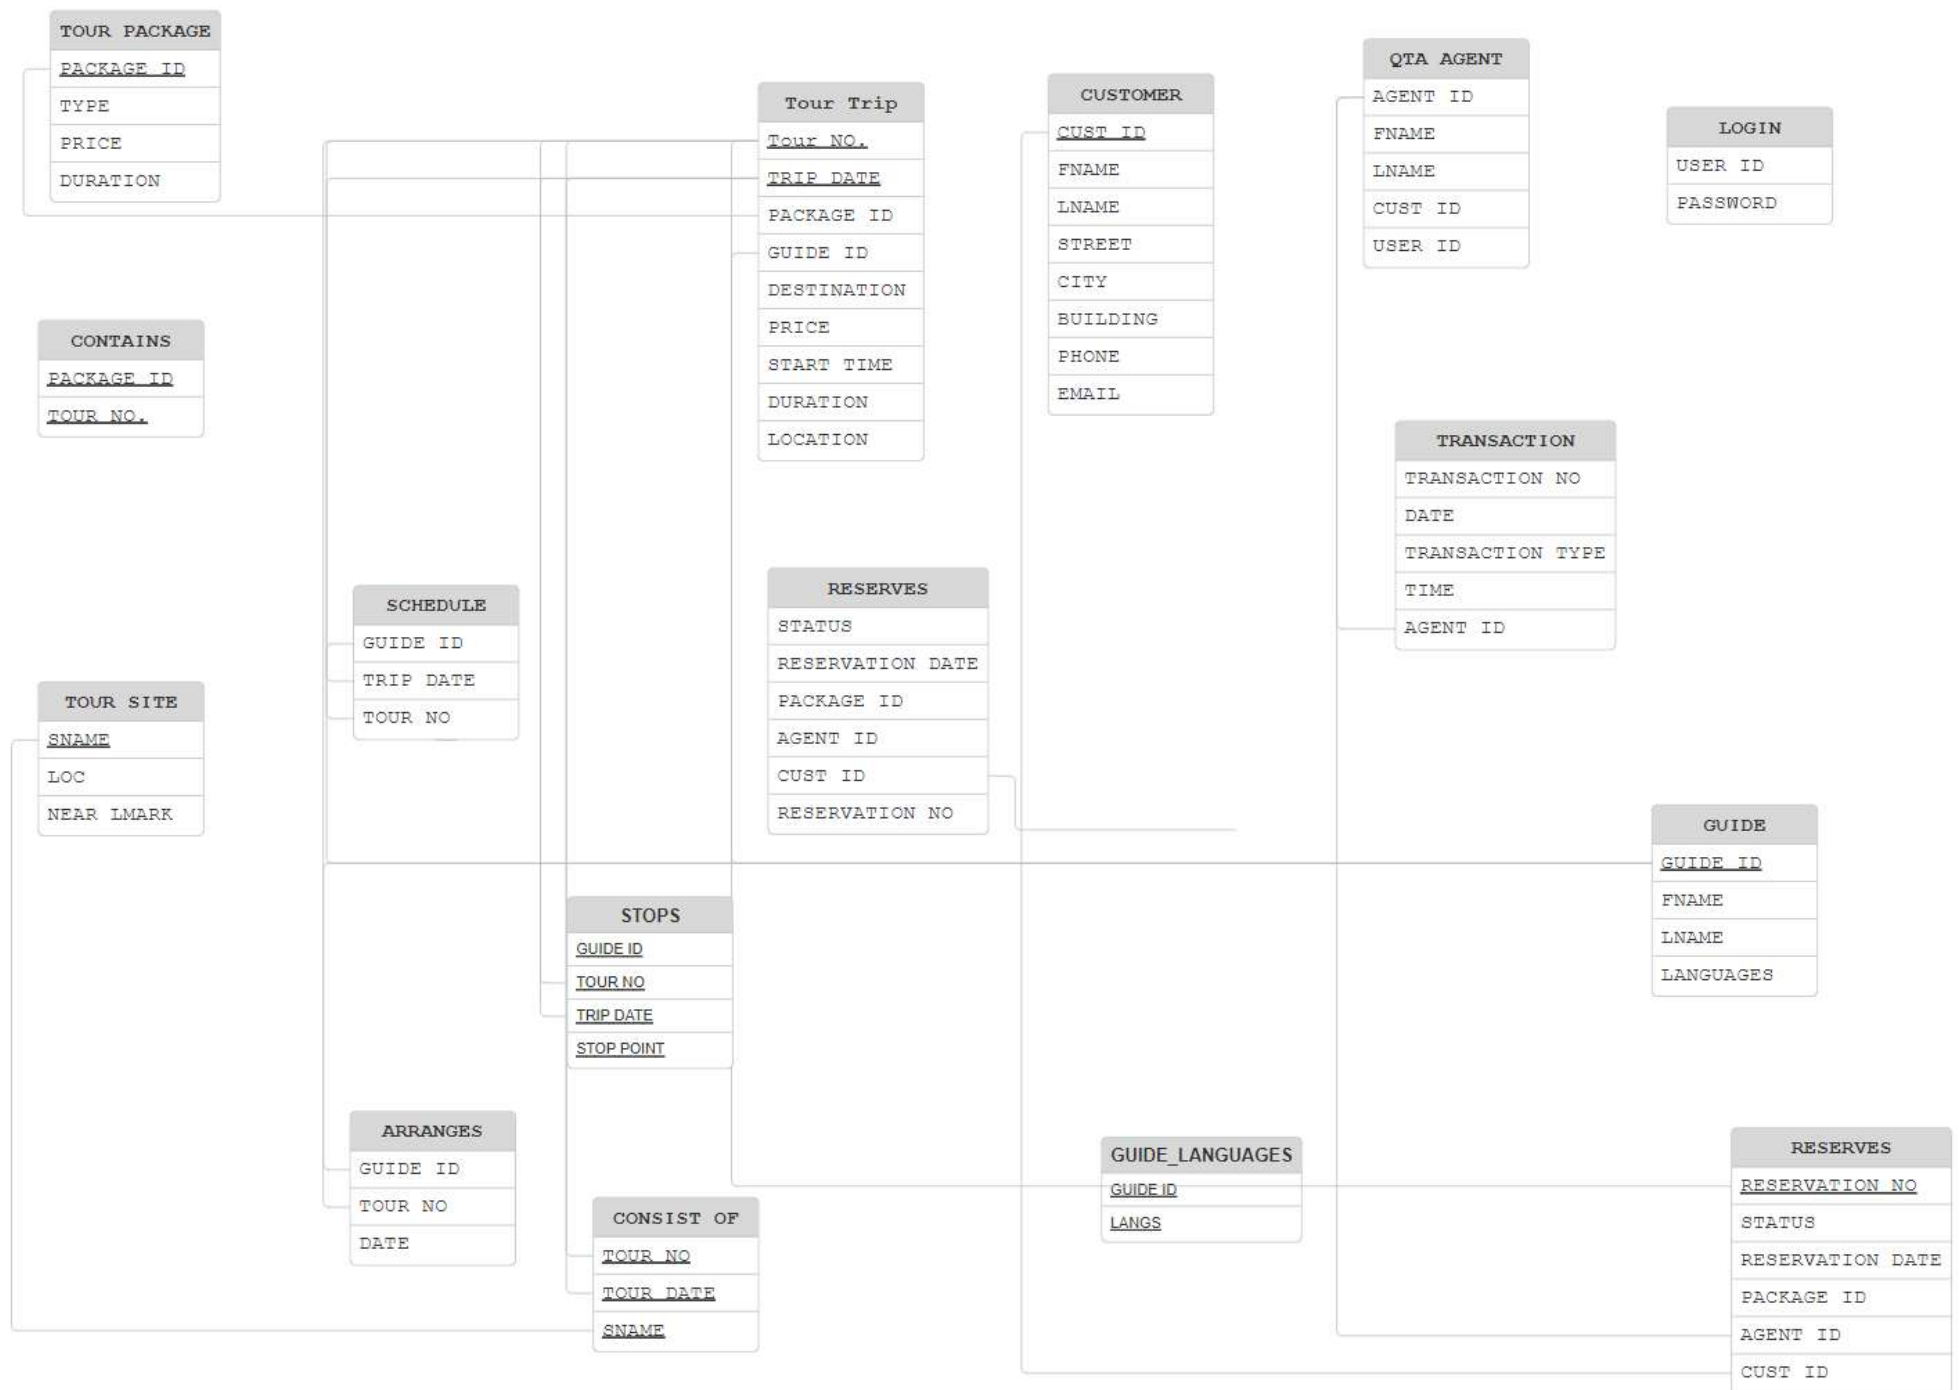 TOUR PACKAGE
PACKAGE ID
TYPE
PRICE
DURATION
Tour Trip
Tour NO.
TRIP DATE
PACKAGE ID
GUIDE ID
DESTINATION
PRICE
START TIME
DURATION
LOCATION
CUSTOMER
CUST ID
FNAME
LNAME
STREET
CITY
BUILDING
PHONE
EMAIL
QTA AGENT
AGENT ID
FNAME
LNAME
CUST ID
USER ID
LOGIN
USER ID
PASSWORD
CONTAINS
PACKAGE ID
TOUR NO.
TRANSACTION
TRANSACTION NO
DATE
TRANSACTION TYPE
TIME
AGENT ID
SCHEDULE
GUIDE ID
TRIP DATE
TOUR NO
RESERVES
STATUS
RESERVATION DATE
PACKAGE ID
AGENT ID
CUST ID
RESERVATION NO
TOUR SITE
SNAME
LOC
NEAR LMARK
GUIDE
GUIDE ID
FNAME
LNAME
LANGUAGES
STOPS
GUIDE ID
TOUR NO
TRIP DATE
STOP POINT
ARRANGES
GUIDE ID
TOUR NO
DATE
CONSIST OF
TOUR NO
TOUR DATE
SNAME
GUIDE_LANGUAGES
GUIDE ID
LANGS
RESERVES
RESERVATION NO
STATUS
RESERVATION DATE
PACKAGE ID
AGENT ID
CUST ID